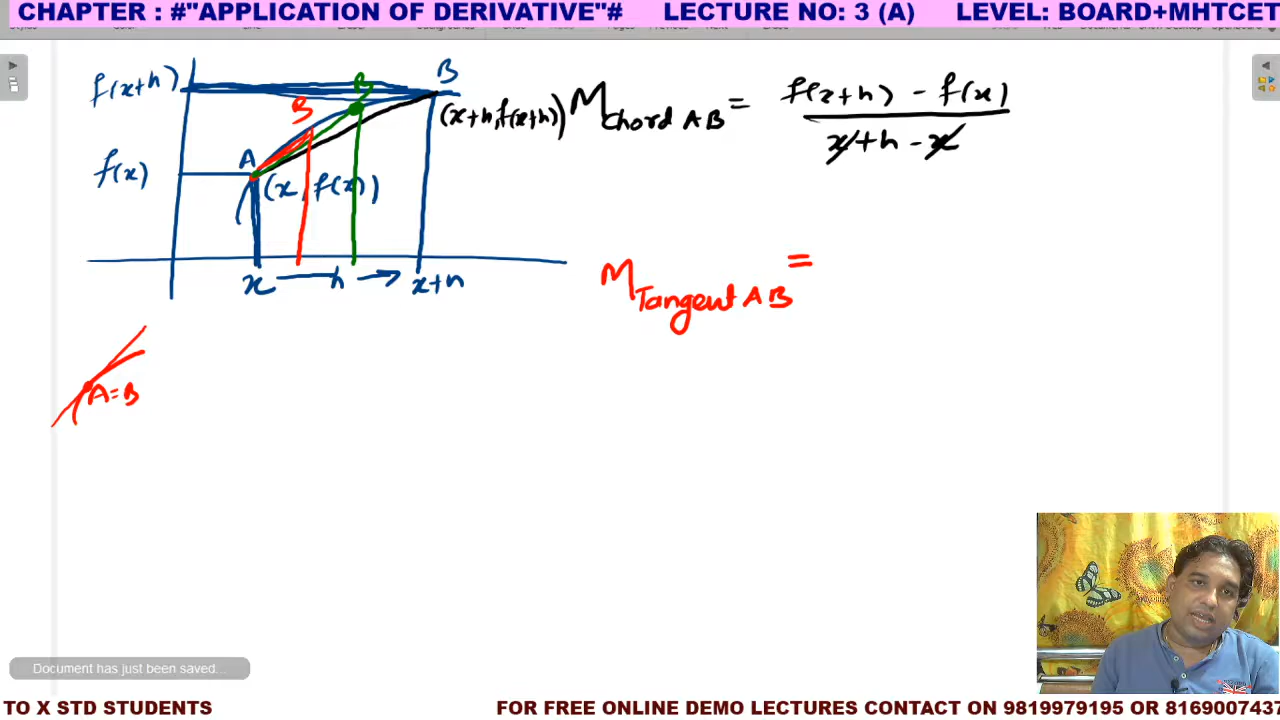 CHAPTER : #"APPLICATION OF DERIVATIVE"# LECTURE NO: 3 (A) LEVEL: BOARD+MHTCET
f(x+h)
B
B
B
(x+h, f(x+h))
M Chord AB = f(x+h) - f(x)
x+h - x
A
f(x)
(x, f(x))
x h x+h
M Tangent AB =
A=B
Document has just been saved...
TO X STD STUDENTS FOR FREE ONLINE DEMO LECTURES CONTACT ON 9819979195 OR 8169007437